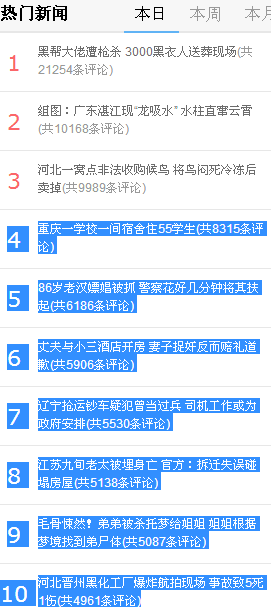 热门新闻 本日 本周 本月
1 黑帮大佬遭枪杀 3000黑衣人送葬现场(共
21254条评论)
2 组图：广东湛江现“龙吸水” 水柱直窜云霄
(共10168条评论)
3 河北一窝点非法收购候鸟 将鸟闷死冷冻后
卖掉(共9989条评论)
4 重庆一学校一间宿舍住55学生(共8315条评
论)
5 86岁老汉嫖娼被抓 警察花好几分钟将其扶
起(共6186条评论)
6 丈夫与小三酒店开房 妻子捉奸反而赔礼道
歉(共5906条评论)
7 辽宁抢运钞车疑犯曾当过兵 司机工作或为
政府安排(共5530条评论)
8 江苏九旬老太被埋身亡 官方：拆迁失误碰
塌房屋(共5138条评论)
9 毛骨悚然！弟弟被杀托梦给姐姐 姐姐根据
梦境找到弟尸体(共5087条评论)
10 河北晋州黑化工厂爆炸航拍现场 事故致5死
1伤(共4961条评论)